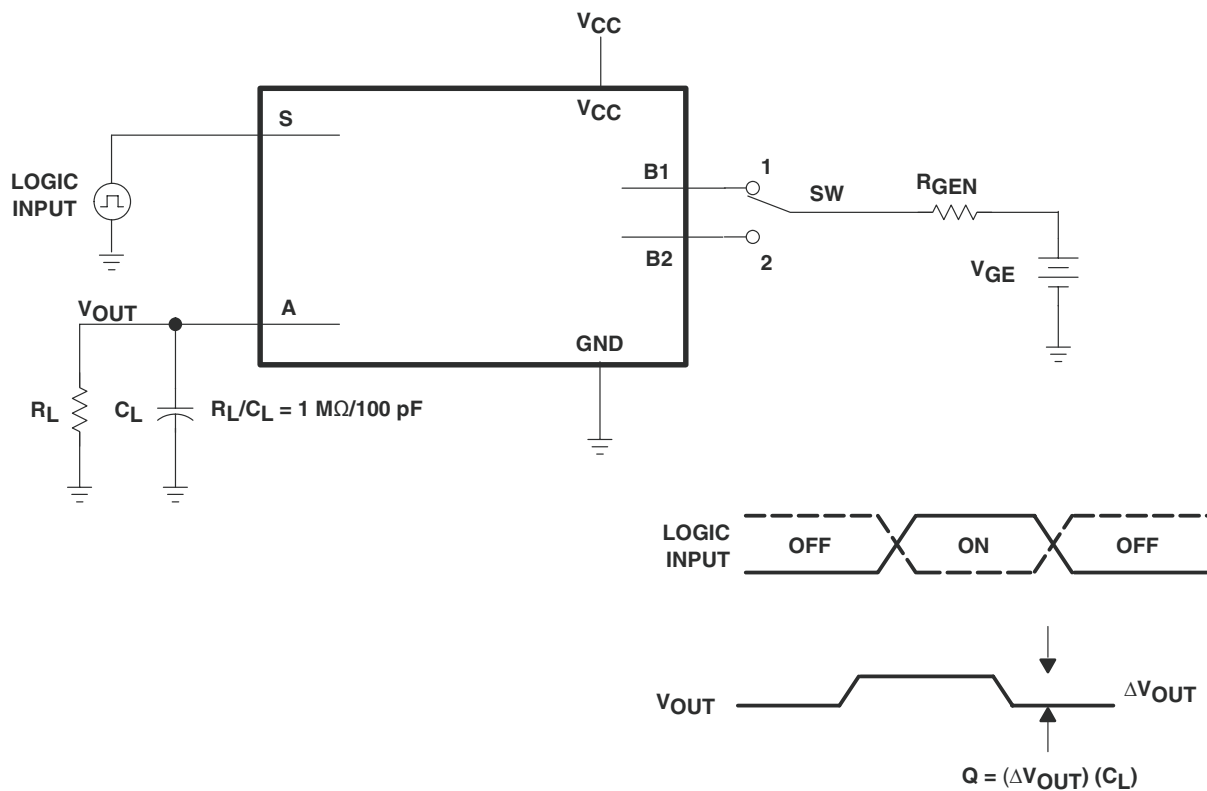 VCC
VCC
S
LOGIC
INPUT
B1
1
SW
RGEN
B2
2
VGE
VOUT
A
GND
RL
CL
RL/CL = 1 MΩ/100 pF
LOGIC
INPUT
OFF
ON
OFF
VOUT
ΔVOUT
Q = (ΔVOUT) (CL)